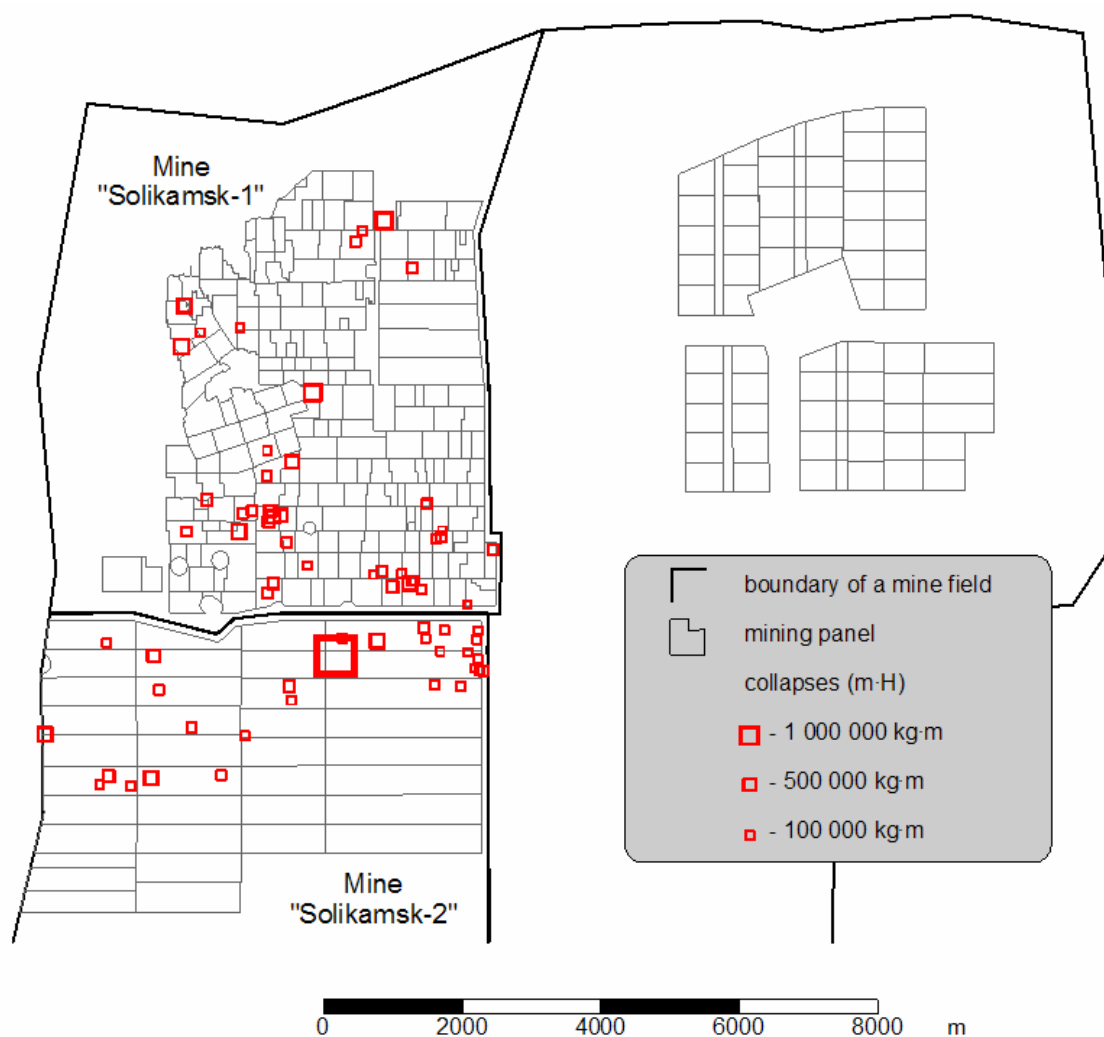 Mine
"Solikamsk-1"
boundary of a mine field
mining panel
collapses (m·H)
- 1 000 000 kg·m
- 500 000 kg·m
- 100 000 kg·m
Mine
"Solikamsk-2"
0 2000 4000 6000 8000 m